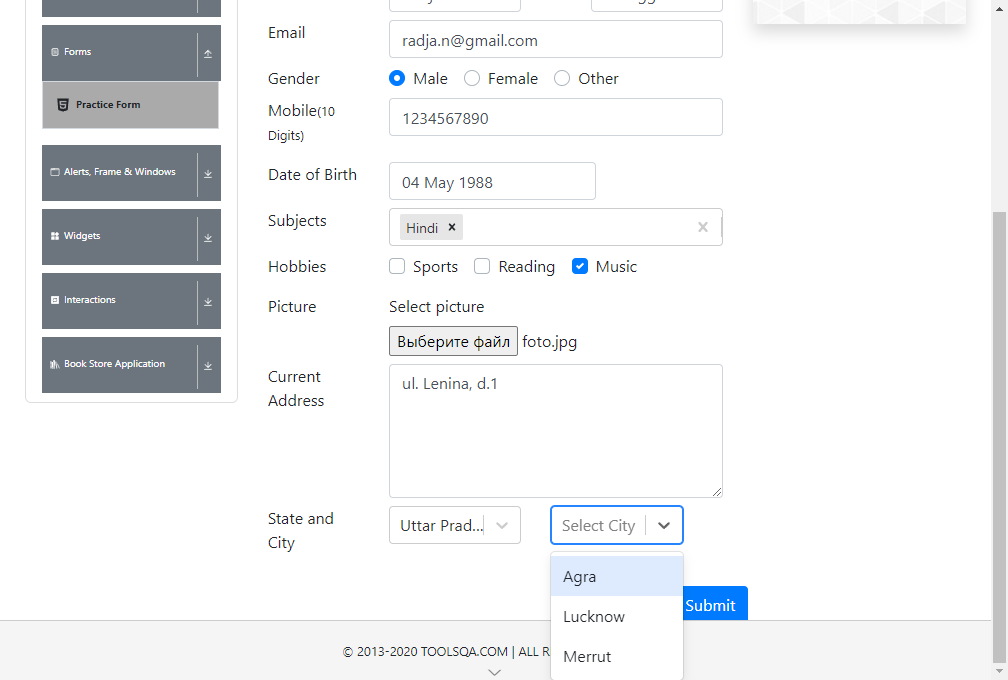 Email
radja.n@gmail.com
Forms
Gender
Male Female Other
Practice Form
Mobile(10 Digits)
1234567890
Alerts, Frame & Windows
Date of Birth
04 May 1988
Subjects
Hindi
Widgets
Hobbies
Sports Reading Music
Interactions
Picture
Select picture
Выберите файл foto.jpg
Book Store Application
Current Address
ul. Lenina, d.1
State and City
Uttar Prad...
Select City
Agra
Lucknow
Merrut
Submit
© 2013-2020 TOOLSQA.COM | ALL R